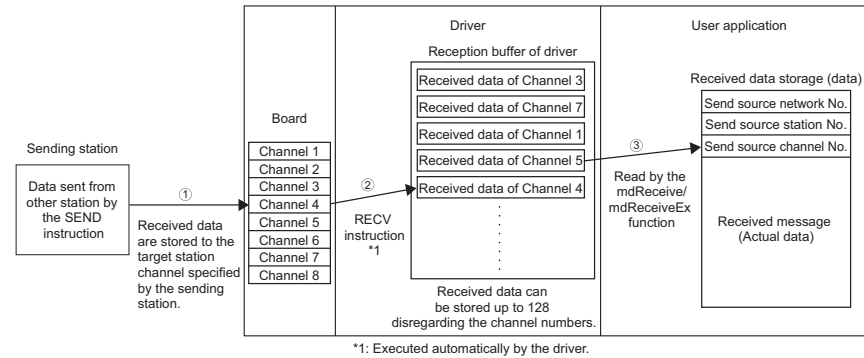 Driver
User application
Reception buffer of driver
Received data of Channel 3
Received data of Channel 7
Received data of Channel 1
Received data of Channel 5
Received data of Channel 4
Received data can
be stored up to 128
disregarding the channel numbers.
Board
Channel 1
Channel 2
Channel 3
Channel 4
Channel 5
Channel 6
Channel 7
Channel 8
Sending station
Data sent from
other station by
the SEND
instruction
①
Received data
are stored to the
target station
channel specified
by the sending
station.
②
RECV
instruction
*1
③
Read by the
mdReceive/
mdReceiveEx
function
Received data storage (data)
Send source network No.
Send source station No.
Send source channel No.
Received message
(Actual data)
*1: Executed automatically by the driver.